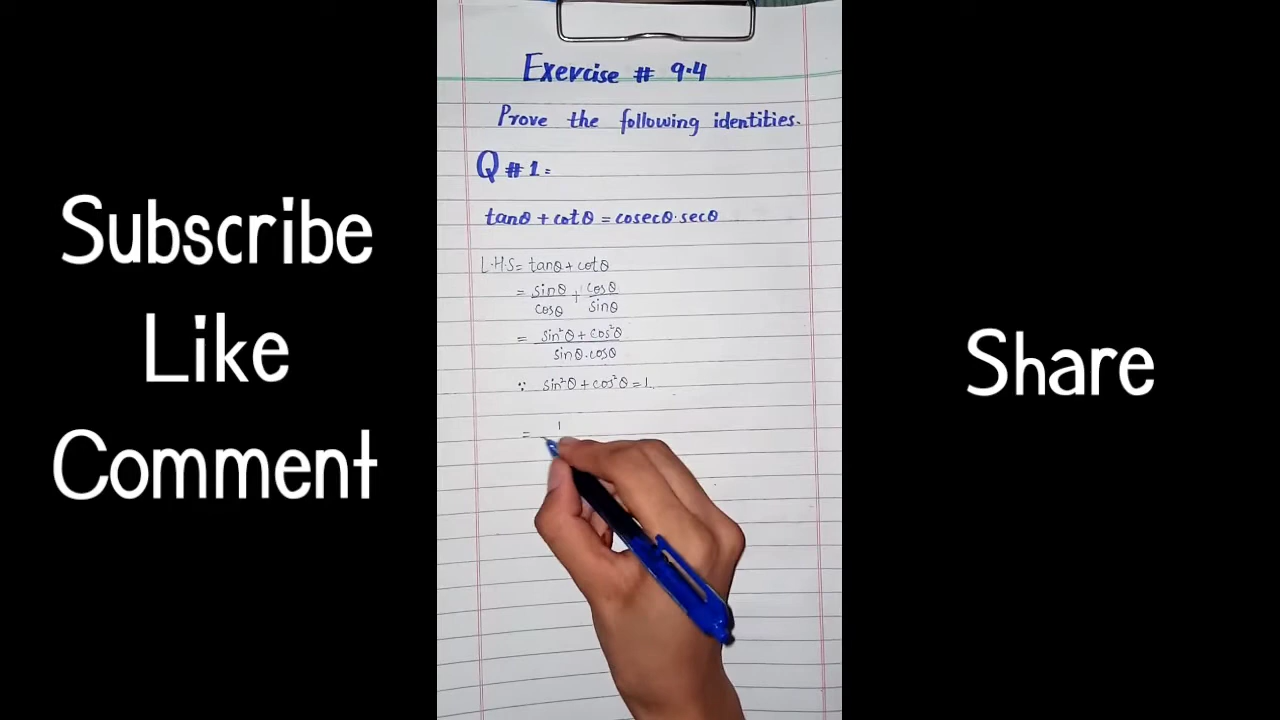 Subscribe
Like
Comment
Exercise # 9.4
Prove the following identities.
Q # 1 =
tanθ + cotθ = cosecθ · secθ
L.H.S = tanθ + cotθ
= sinθ/cosθ + cosθ/sinθ
= sin²θ + cos²θ / sinθ.cosθ
∵ sin²θ + cos²θ = 1.
= 1
Share